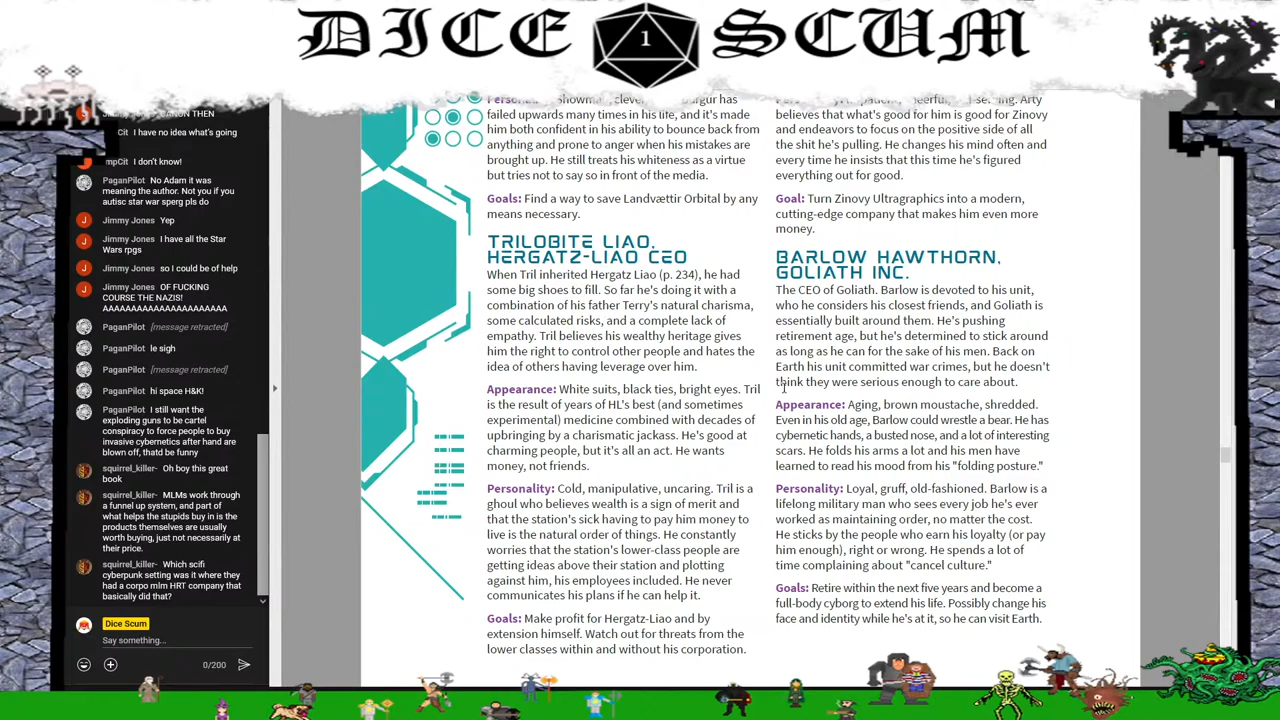 DICE 1 SCUM
CANON THEN
I have no idea what's going
I don't know!
PaganPilot No Adam it was
meaning the author. Not you if you
autisc star war sperg pls do
Jimmy Jones Yep
Jimmy Jones I have all the Star
Wars rpgs
Jimmy Jones so I could be of help
Jimmy Jones OF FUCKING
COURSE THE NAZIS!
AAAAAAAAAAAAAAAAAAAAAAA
PaganPilot [message retracted]
PaganPilot le sigh
PaganPilot [message retracted]
PaganPilot hi space H&K!
PaganPilot I still want the
exploding guns to be cartel
conspiracy to force people to buy
invasive cybernetics after hand are
blown off, thatd be funny
squirrel_killer- Oh boy this great
book
squirrel_killer- MLMs work through
a funnel up system, and part of
what helps the stupids buy in is the
products themselves are usually
worth buying, just not necessarily at
their price.
squirrel_killer- Which scifi
cyberpunk setting was it where they
had a corpo mlm HRT company that
basically did that?
Dice Scum
Say something...
0/200
has
failed upwards many times in his life, and it's made
him both confident in his ability to bounce back from
anything and prone to anger when his mistakes are
brought up. He still treats his whiteness as a virtue
but tries not to say so in front of the media.
Goals: Find a way to save Landvættir Orbital by any
means necessary.
TRILOBITE LIAO,
HERGATZ-LIAO CEO
When Tril inherited Hergatz Liao (p. 234), he had
some big shoes to fill. So far he's doing it with a
combination of his father Terry's natural charisma,
some calculated risks, and a complete lack of
empathy. Tril believes his wealthy heritage gives
him the right to control other people and hates the
idea of others having leverage over him.
Appearance: White suits, black ties, bright eyes. Tril
is the result of years of HL's best (and sometimes
experimental) medicine combined with decades of
upbringing by a charismatic jackass. He's good at
charming people, but it's all an act. He wants
money, not friends.
Personality: Cold, manipulative, uncaring. Tril is a
ghoul who believes wealth is a sign of merit and
that the station's sick having to pay him money to
live is the natural order of things. He constantly
worries that the station's lower-class people are
getting ideas above their station and plotting
against him, his employees included. He never
communicates his plans if he can help it.
Goals: Make profit for Hergatz-Liao and by
extension himself. Watch out for threats from the
lower classes within and without his corporation.
Arty
believes that what's good for him is good for Zinovy
and endeavors to focus on the positive side of all
the shit he's pulling. He changes his mind often and
every time he insists that this time he's figured
everything out for good.
Goal: Turn Zinovy Ultragraphics into a modern,
cutting-edge company that makes him even more
money.
BARLOW HAWTHORN,
GOLIATH INC.
The CEO of Goliath. Barlow is devoted to his unit,
who he considers his closest friends, and Goliath is
essentially built around them. He's pushing
retirement age, but he's determined to stick around
as long as he can for the sake of his men. Back on
Earth his unit committed war crimes, but he doesn't
think they were serious enough to care about.
Appearance: Aging, brown moustache, shredded.
Even in his old age, Barlow could wrestle a bear. He has
cybernetic hands, a busted nose, and a lot of interesting
scars. He folds his arms a lot and his men have
learned to read his mood from his "folding posture."
Personality: Loyal, gruff, old-fashioned. Barlow is a
lifelong military man who sees every job he's ever
worked as maintaining order, no matter the cost.
He sticks by the people who earn his loyalty (or pay
him enough), right or wrong. He spends a lot of
time complaining about "cancel culture."
Goals: Retire within the next five years and become a
full-body cyborg to extend his life. Possibly change his
face and identity while he's at it, so he can visit Earth.